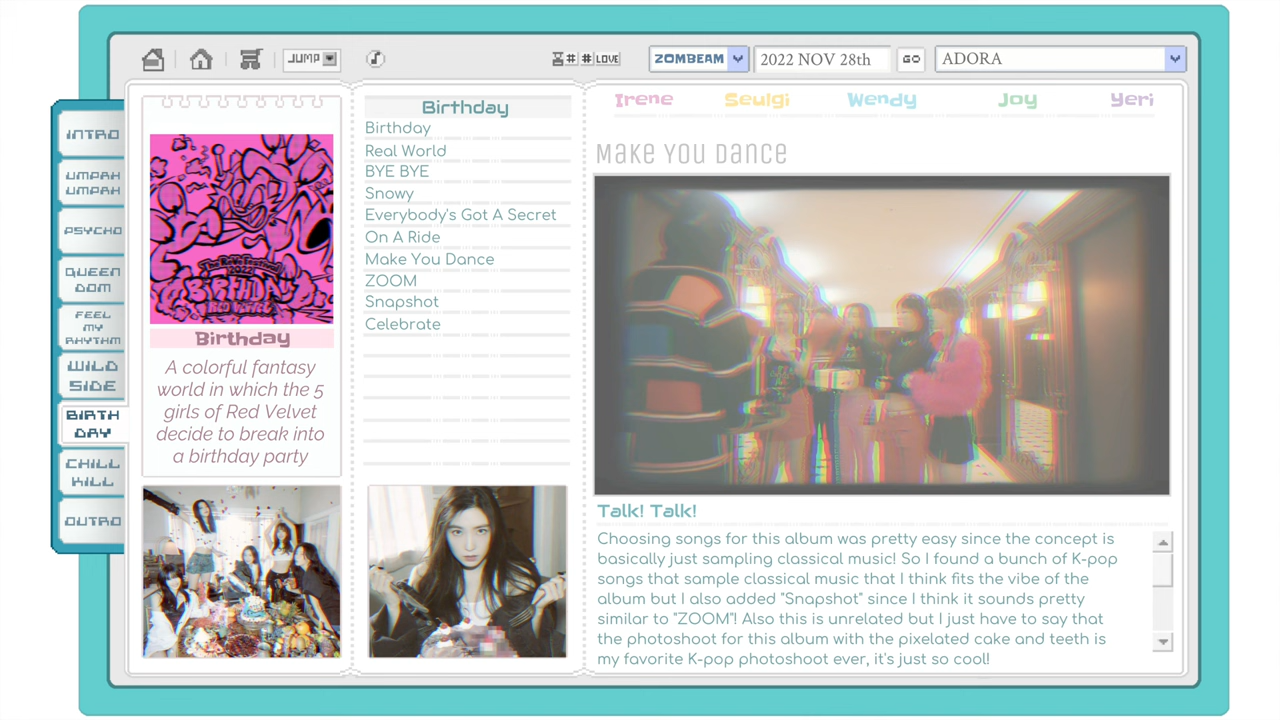 JUMP
# # LOVE
ZOMBEAM
2022 NOV 28th
GO
ADORA
INTRO
UMPAH
UMPAH
PSYCHO
QUEEN
DOM
FEEL
MY
RHYTHM
WILD
SIDE
BIRTH
DAY
CHILL
KILL
OUTRO
The ReVe Festival
2022
BiRTHDAY
RED VELVET
Birthday
A colorful fantasy
world in which the 5
girls of Red Velvet
decide to break into
a birthday party
Birthday
Birthday
Real World
BYE BYE
Snowy
Everybody's Got A Secret
On A Ride
Make You Dance
ZOOM
Snapshot
Celebrate
Irene Seulgi Wendy Joy Yeri
Make You Dance
Talk! Talk!
Choosing songs for this album was pretty easy since the concept is
basically just sampling classical music! So I found a bunch of K-pop
songs that sample classical music that I think fits the vibe of the
album but I also added "Snapshot" since I think it sounds pretty
similar to "ZOOM"! Also this is unrelated but I just have to say that
the photoshoot for this album with the pixelated cake and teeth is
my favorite K-pop photoshoot ever, it's just so cool!